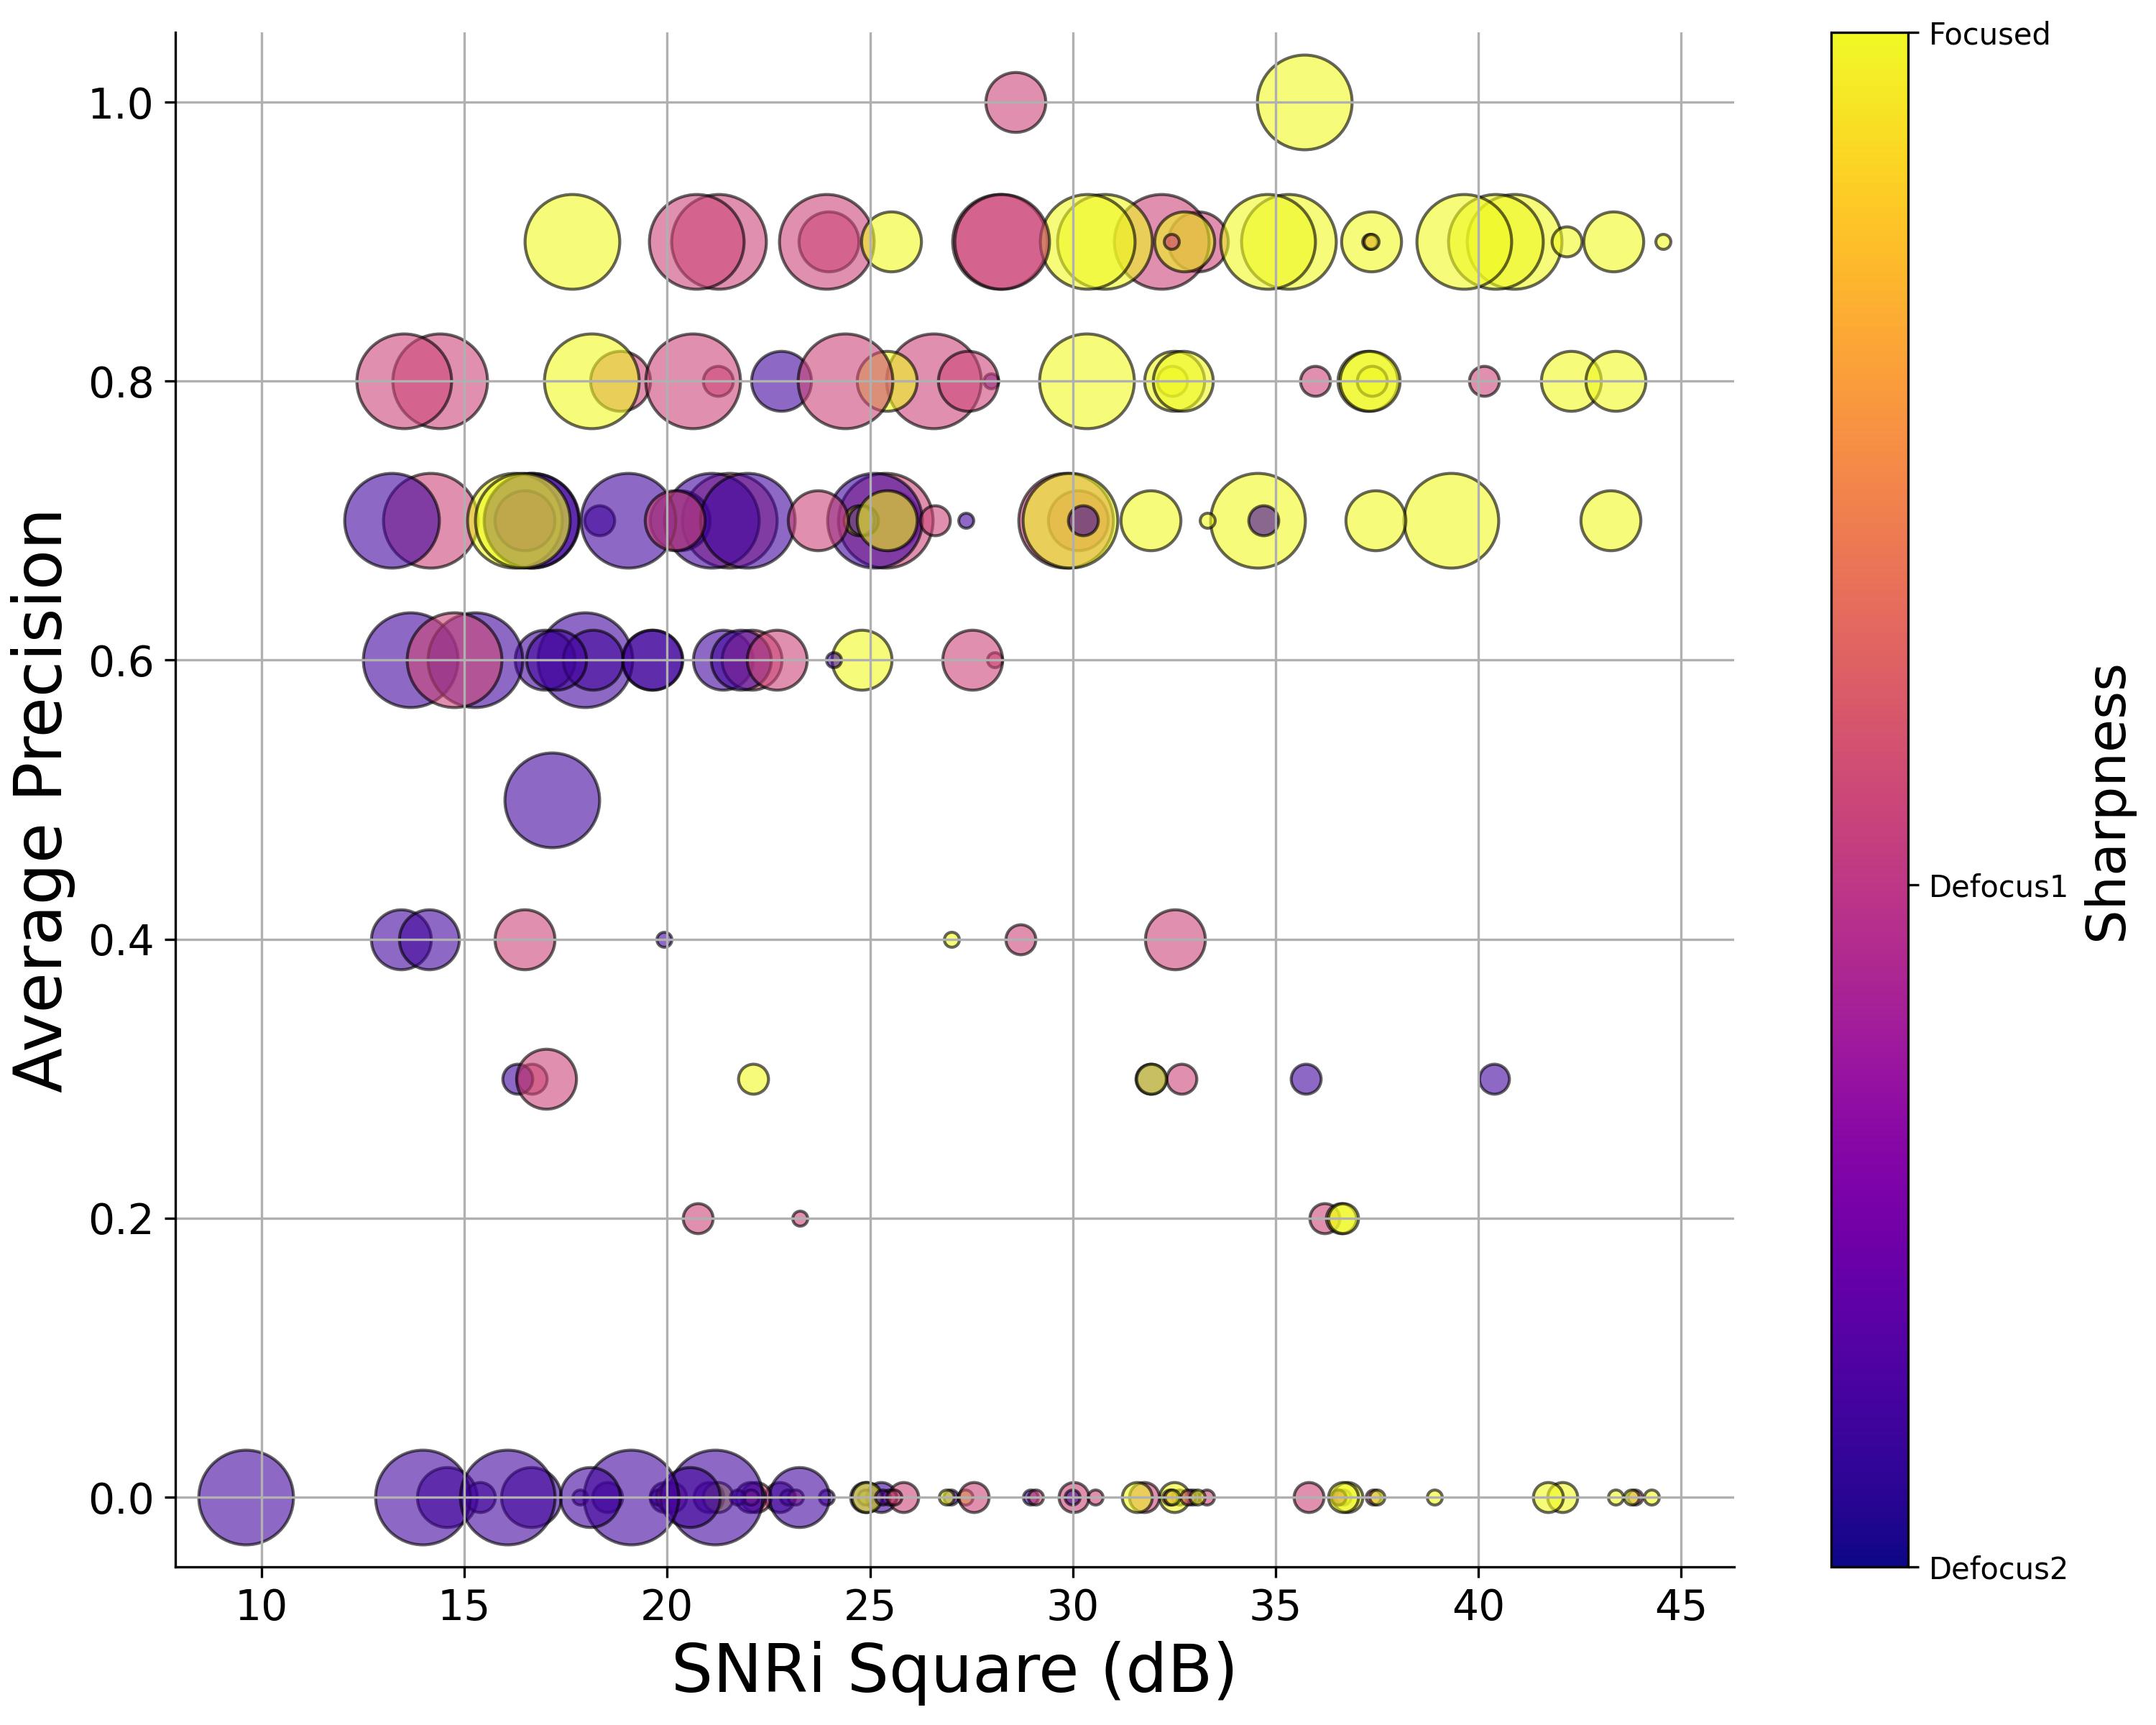 Average Precision
1.0
0.8
0.6
0.4
0.2
0.0
10 15 20 25 30 35 40 45
SNRi Square (dB)
Focused
Defocus1
Defocus2
Sharpness